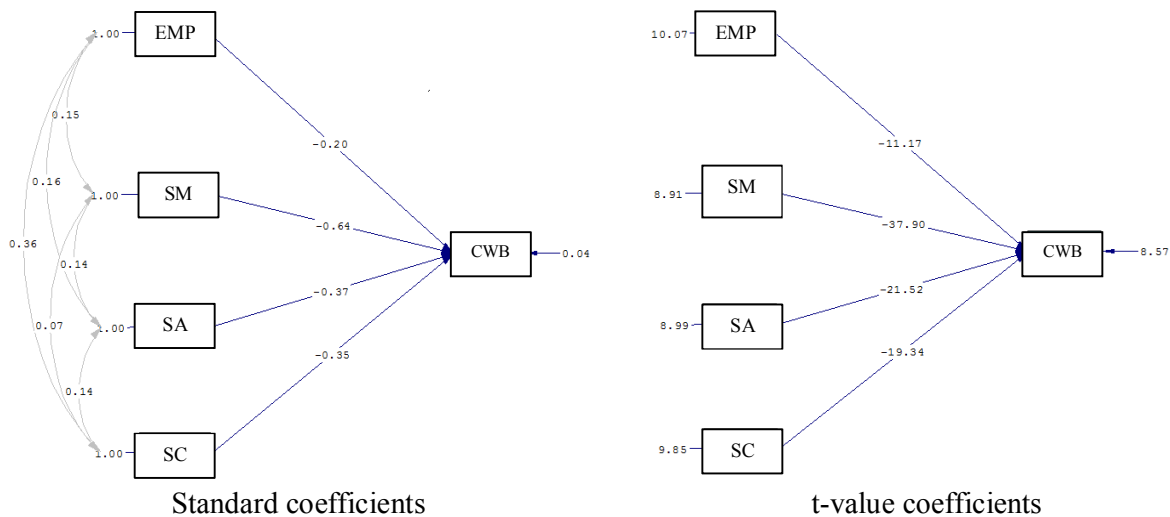 EMP
1.00
0.15
-0.20
0.16
SM
1.00
-0.64
0.36
CWB
0.04
0.14
-0.37
0.07
SA
1.00
-0.35
0.14
SC
1.00
Standard coefficients
EMP
10.07
-11.17
SM
8.91
-37.90
CWB
8.57
-21.52
SA
8.99
-19.34
SC
9.85
t-value coefficients